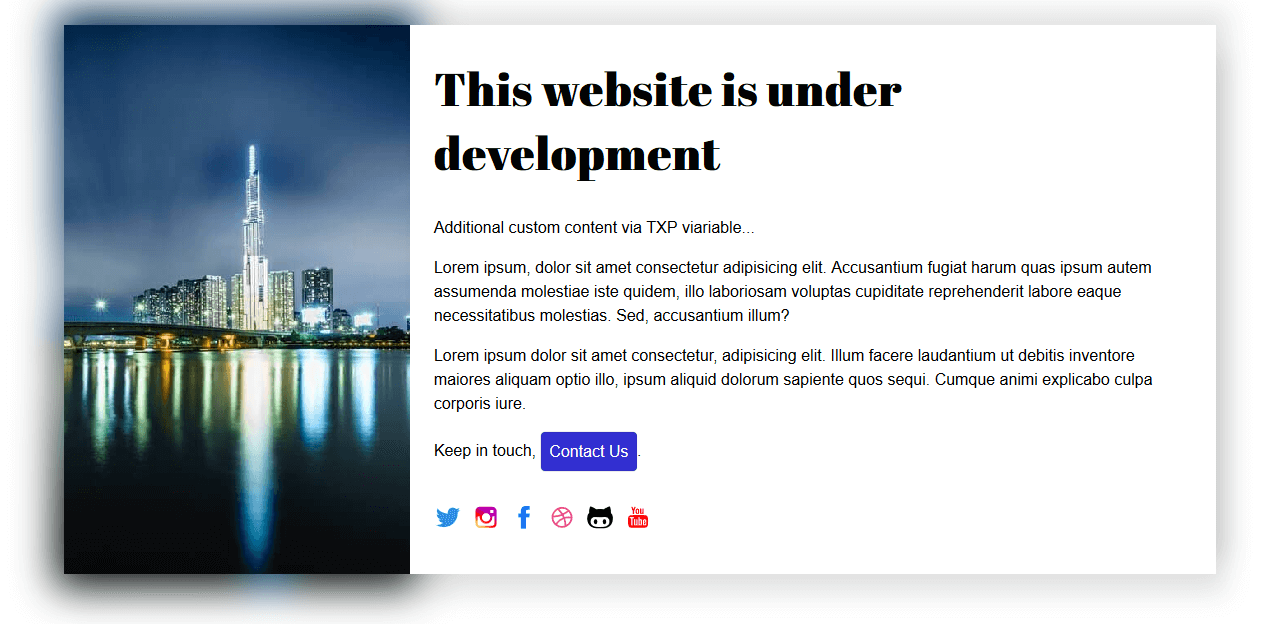 This website is under
development
Additional custom content via TXP viariable...
Lorem ipsum, dolor sit amet consectetur adipisicing elit. Accusantium fugiat harum quas ipsum autem
assumenda molestiae iste quidem, illo laboriosam voluptas cupiditate reprehenderit labore eaque
necessitatibus molestias. Sed, accusantium illum?
Lorem ipsum dolor sit amet consectetur, adipisicing elit. Illum facere laudantium ut debitis inventore
maiores aliquam optio illo, ipsum aliquid dolorum sapiente quos sequi. Cumque animi explicabo culpa
corporis iure.
Keep in touch, Contact Us.
You
Tube